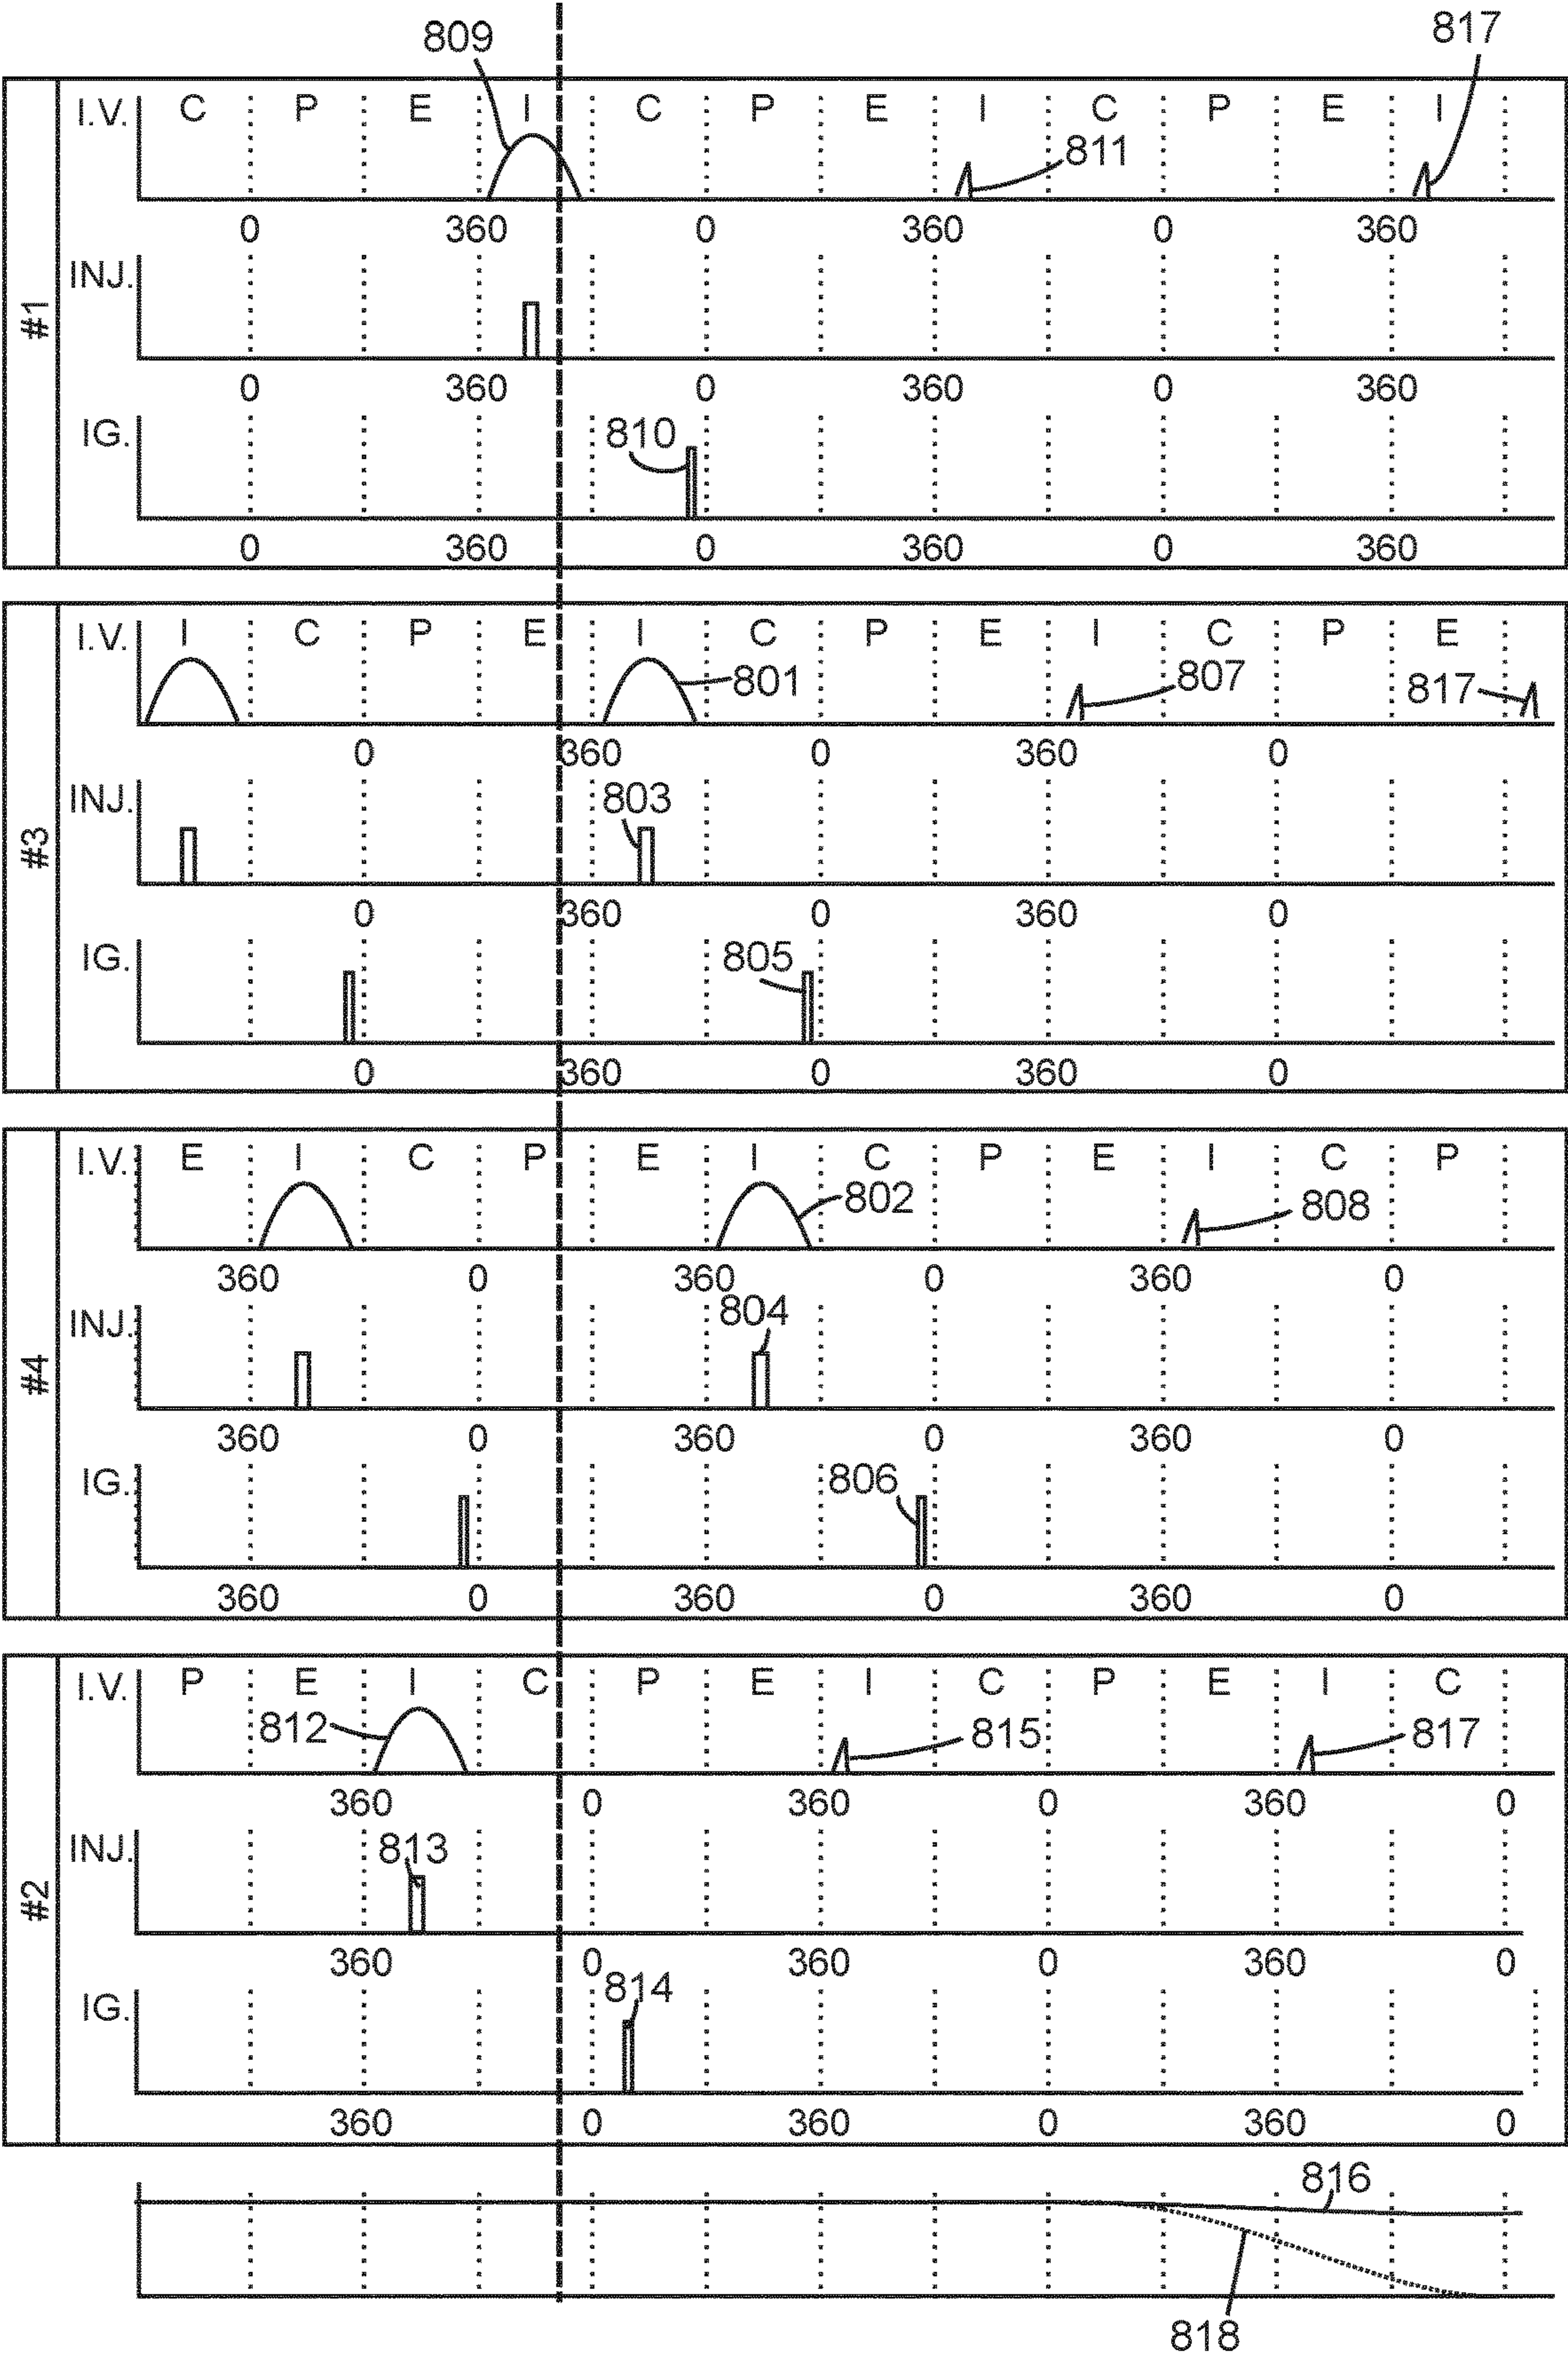 809 817
#1
I.V. C P E I C P E I C P E I
811
0 360 0 360 0 360
INJ.
0 360 0 360 0 360
IG.
810
0 360 0 360 0 360
#3
I.V. I C P E I C P E I C P E
801 807 817
0 360 0 360 0
INJ.
803
0 360 0 360 0
IG.
805
0 360 0 360 0
#4
I.V. E I C P E I C P E I C P
802 808
360 0 360 0 360 0
INJ.
804
360 0 360 0 360 0
IG.
806
360 0 360 0 360 0
#2
I.V. P E I C P E I C P E I C
812 815 817
360 0 360 0 360 0
INJ.
813
360 0 360 0 360 0
IG.
814
360 0 360 0 360 0
816
818